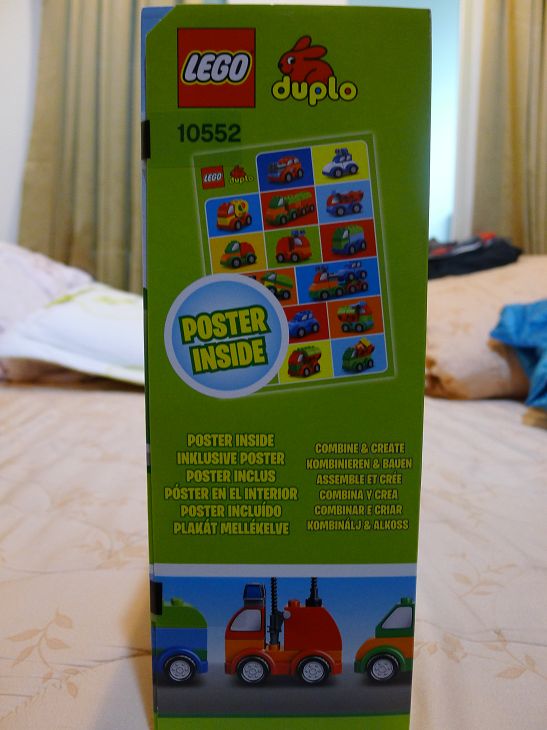 LEGO
duplo
10552
LEGO duplo
POSTER
INSIDE
POSTER INSIDE
INKLUSIVE POSTER
POSTER INCLUS
PÓSTER EN EL INTERIOR
POSTER INCLUÍDO
PLAKÁT MELLÉKELVE
COMBINE & CREATE
KOMBINIEREN & BAUEN
ASSEMBLE ET CRÉE
COMBINA Y CREA
COMBINAR E CRIAR
KOMBINÁLJ & ALKOSS